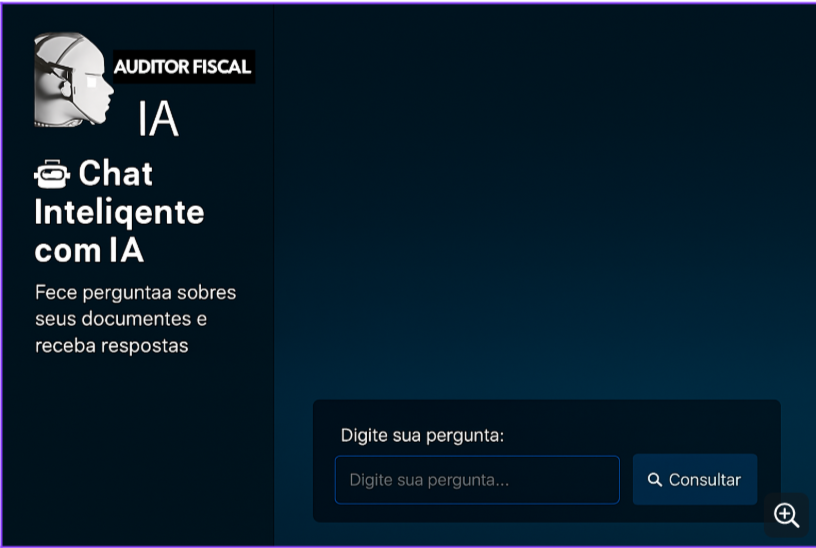 AUDITOR FISCAL
IA
Chat
Inteliqente
com IA
Fece perguntaa sobres
seus documentes e
receba respostas
Digite sua pergunta:
Digite sua pergunta...
Consultar